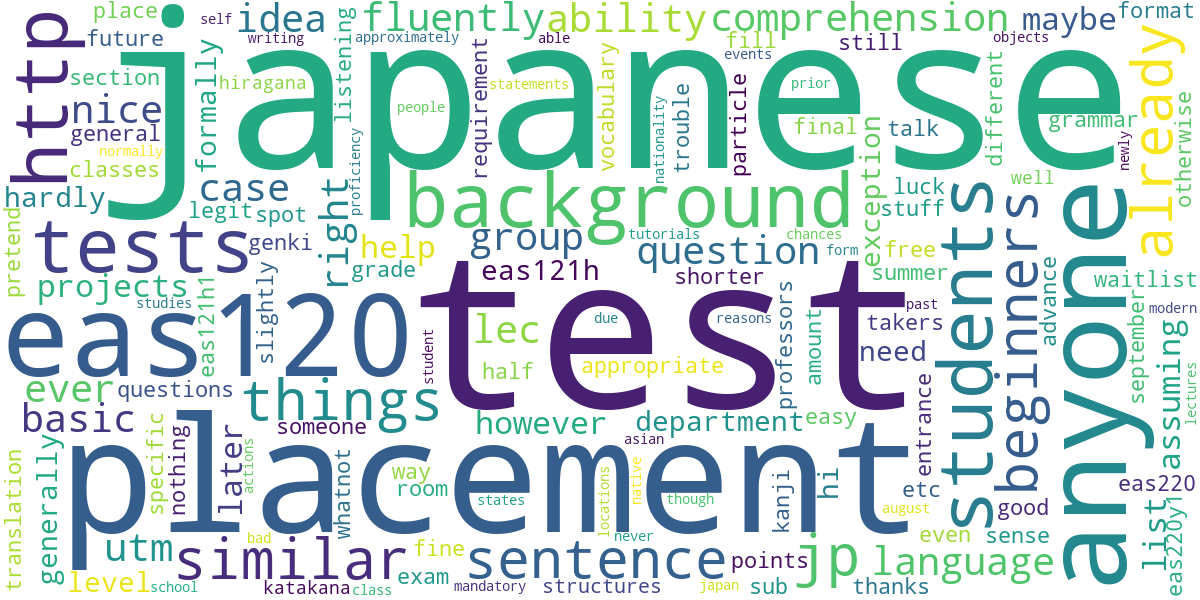 place
self
idea
fluently
ability
comprehension
maybe
format
http
future
writing
approximately
able
fill
still
objects
japanese
section
hiragana
listening
events
already
nice
formally
people
statements
prior
general
requirement
vocabulary
trouble
particle
final
talk
different
grammar
otherwise
normally
classes
proficiency
nationality
exception
newly
hardly
case
right
background
luck
well
legit
spot
stuff
students
beginners
anyone
pretend
tests
genki
help
group
tutorials
question
chances
form
free
projects
grade
eas121h
shorter
summer
advance
waitlist
eas120
studies
eas121h1
slightly
test
due
reasons
professors
past
september
modern
lec
student
amount
takers
need
assuming
lectures
ever
questions
things
half
appropriate
basic
someone
however
department
easy
entrance
placement
translation
generally
specific
nothing
later
actions
whatnot
asian
way
room
states
locations
native
though
kanji
hi
etc
august
eas220
list
eas220y1
good
utm
bad
similar
fine
sentence
never
points
jp
language
even
sense
level
school
katakana
class
exam
mandatory
structures
japan
sub
thanks